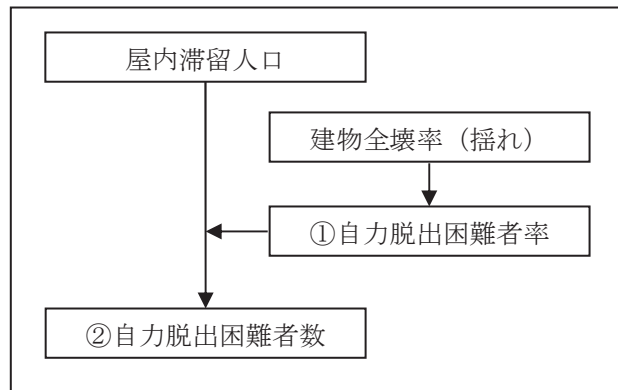 屋内滞留人口
建物全壊率（揺れ）
①自力脱出困難者率
②自力脱出困難者数